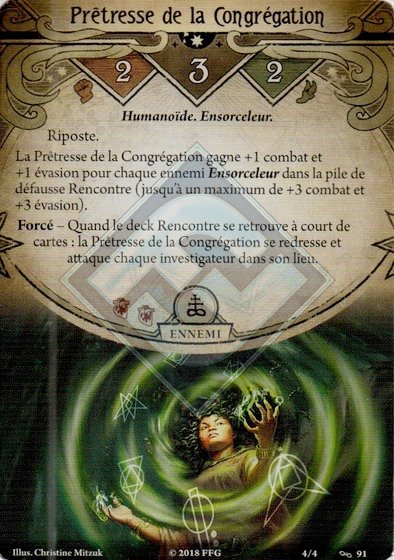 Prêtresse de la Congrégation
2 3 2
Humanoïde. Ensorceleur.
Riposte.
La Prêtresse de la Congrégation gagne +1 combat et
+1 évasion pour chaque ennemi Ensorceleur dans la pile de
défausse Rencontre (jusqu'à un maximum de +3 combat et
+3 évasion).
Forcé – Quand le deck Rencontre se retrouve à court de
cartes : la Prêtresse de la Congrégation se redresse et
attaque chaque investigateur dans son lieu.
ENNEMI
Illus. Christine Mitzuk © 2018 FFG 4/4 91